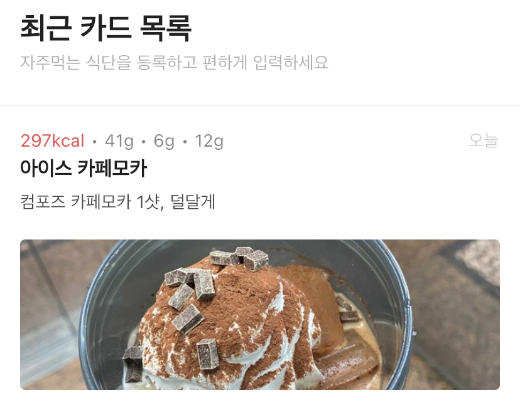 최근 카드 목록
자주먹는 식단을 등록하고 편하게 입력하세요
297kcal • 41g • 6g • 12g 오늘
아이스 카페모카
컴포즈 카페모카 1샷, 덜달게